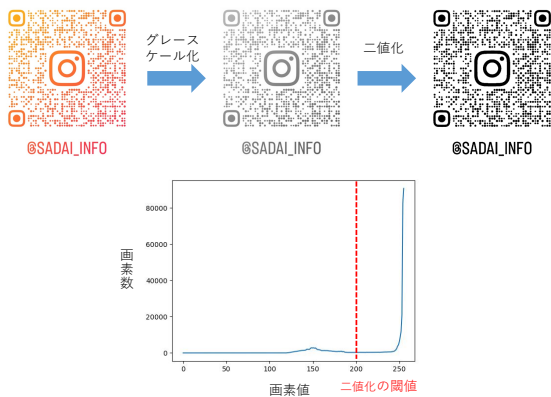 グレース
ケール化
二値化
@SADAI_INFO
@SADAI_INFO
@SADAI_INFO
画素数
80000
60000
40000
20000
0
0 50 100 150 200 250
画素値
二値化の閾値